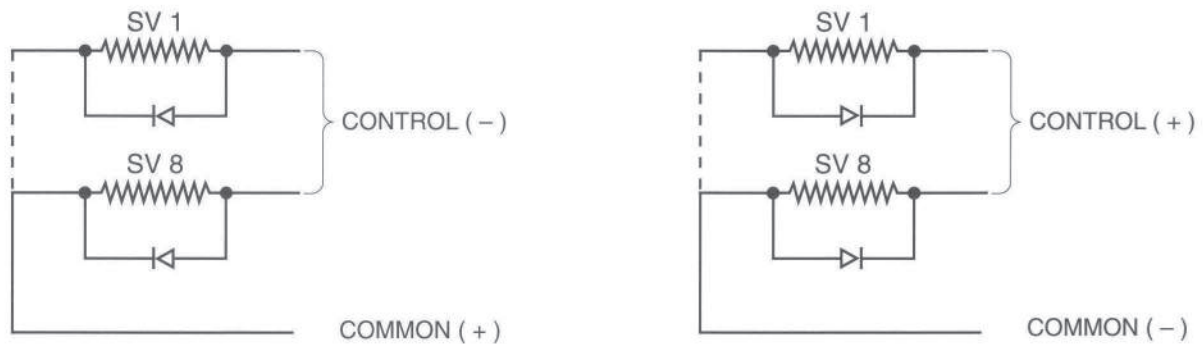 SV 1
CONTROL ( – )
SV 8
COMMON ( + )
SV 1
CONTROL ( + )
SV 8
COMMON ( – )